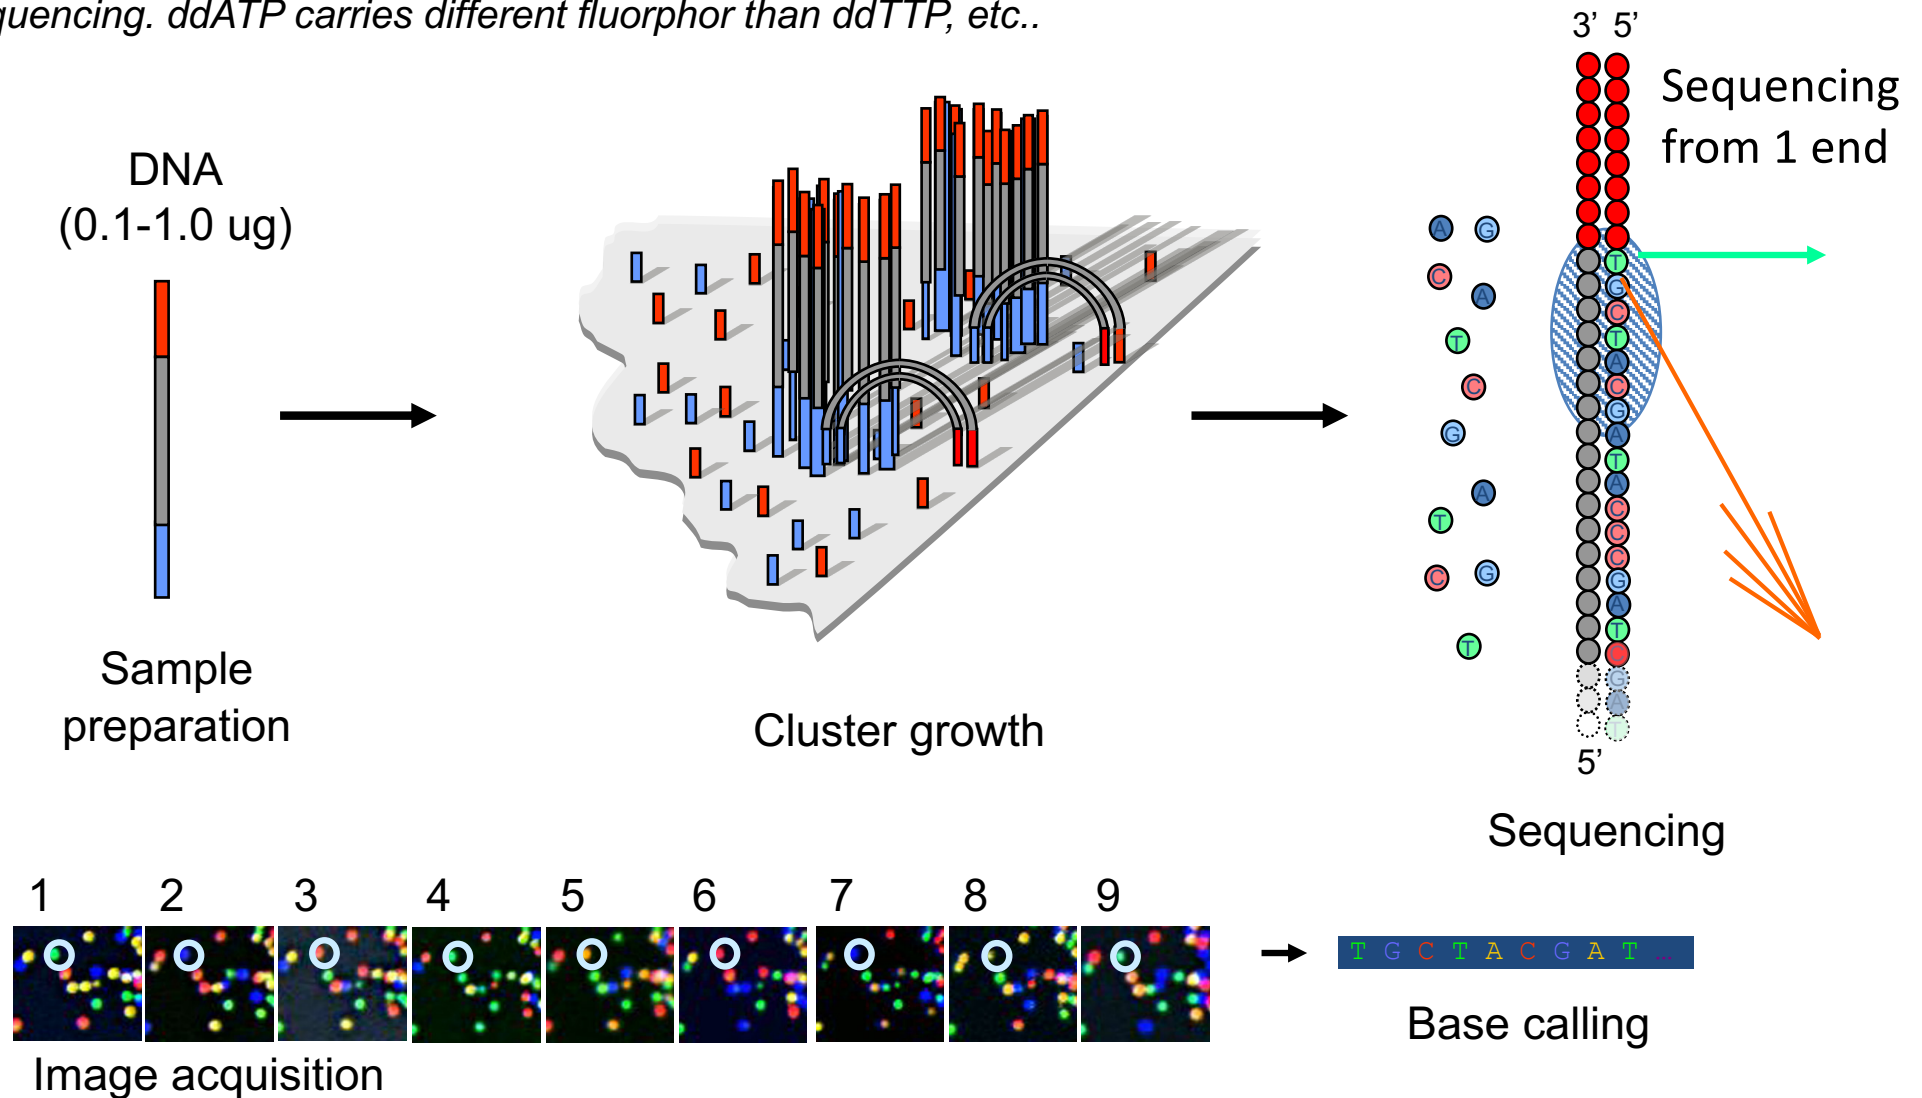 quencing. ddATP carries different fluorphor than ddTTP, etc..
3’ 5’
Sequencing
from 1 end
DNA
(0.1-1.0 ug)
A G
C
A
T
C
G
A
T
C G
T
T
G
C
T
A
C
G
A
T
A
C
C
C
G
A
T
C
G
A
T
5’
Sample
preparation
Cluster growth
Sequencing
1 2 3 4 5 6 7 8 9
T G C T A C G A T ...
Base calling
Image acquisition